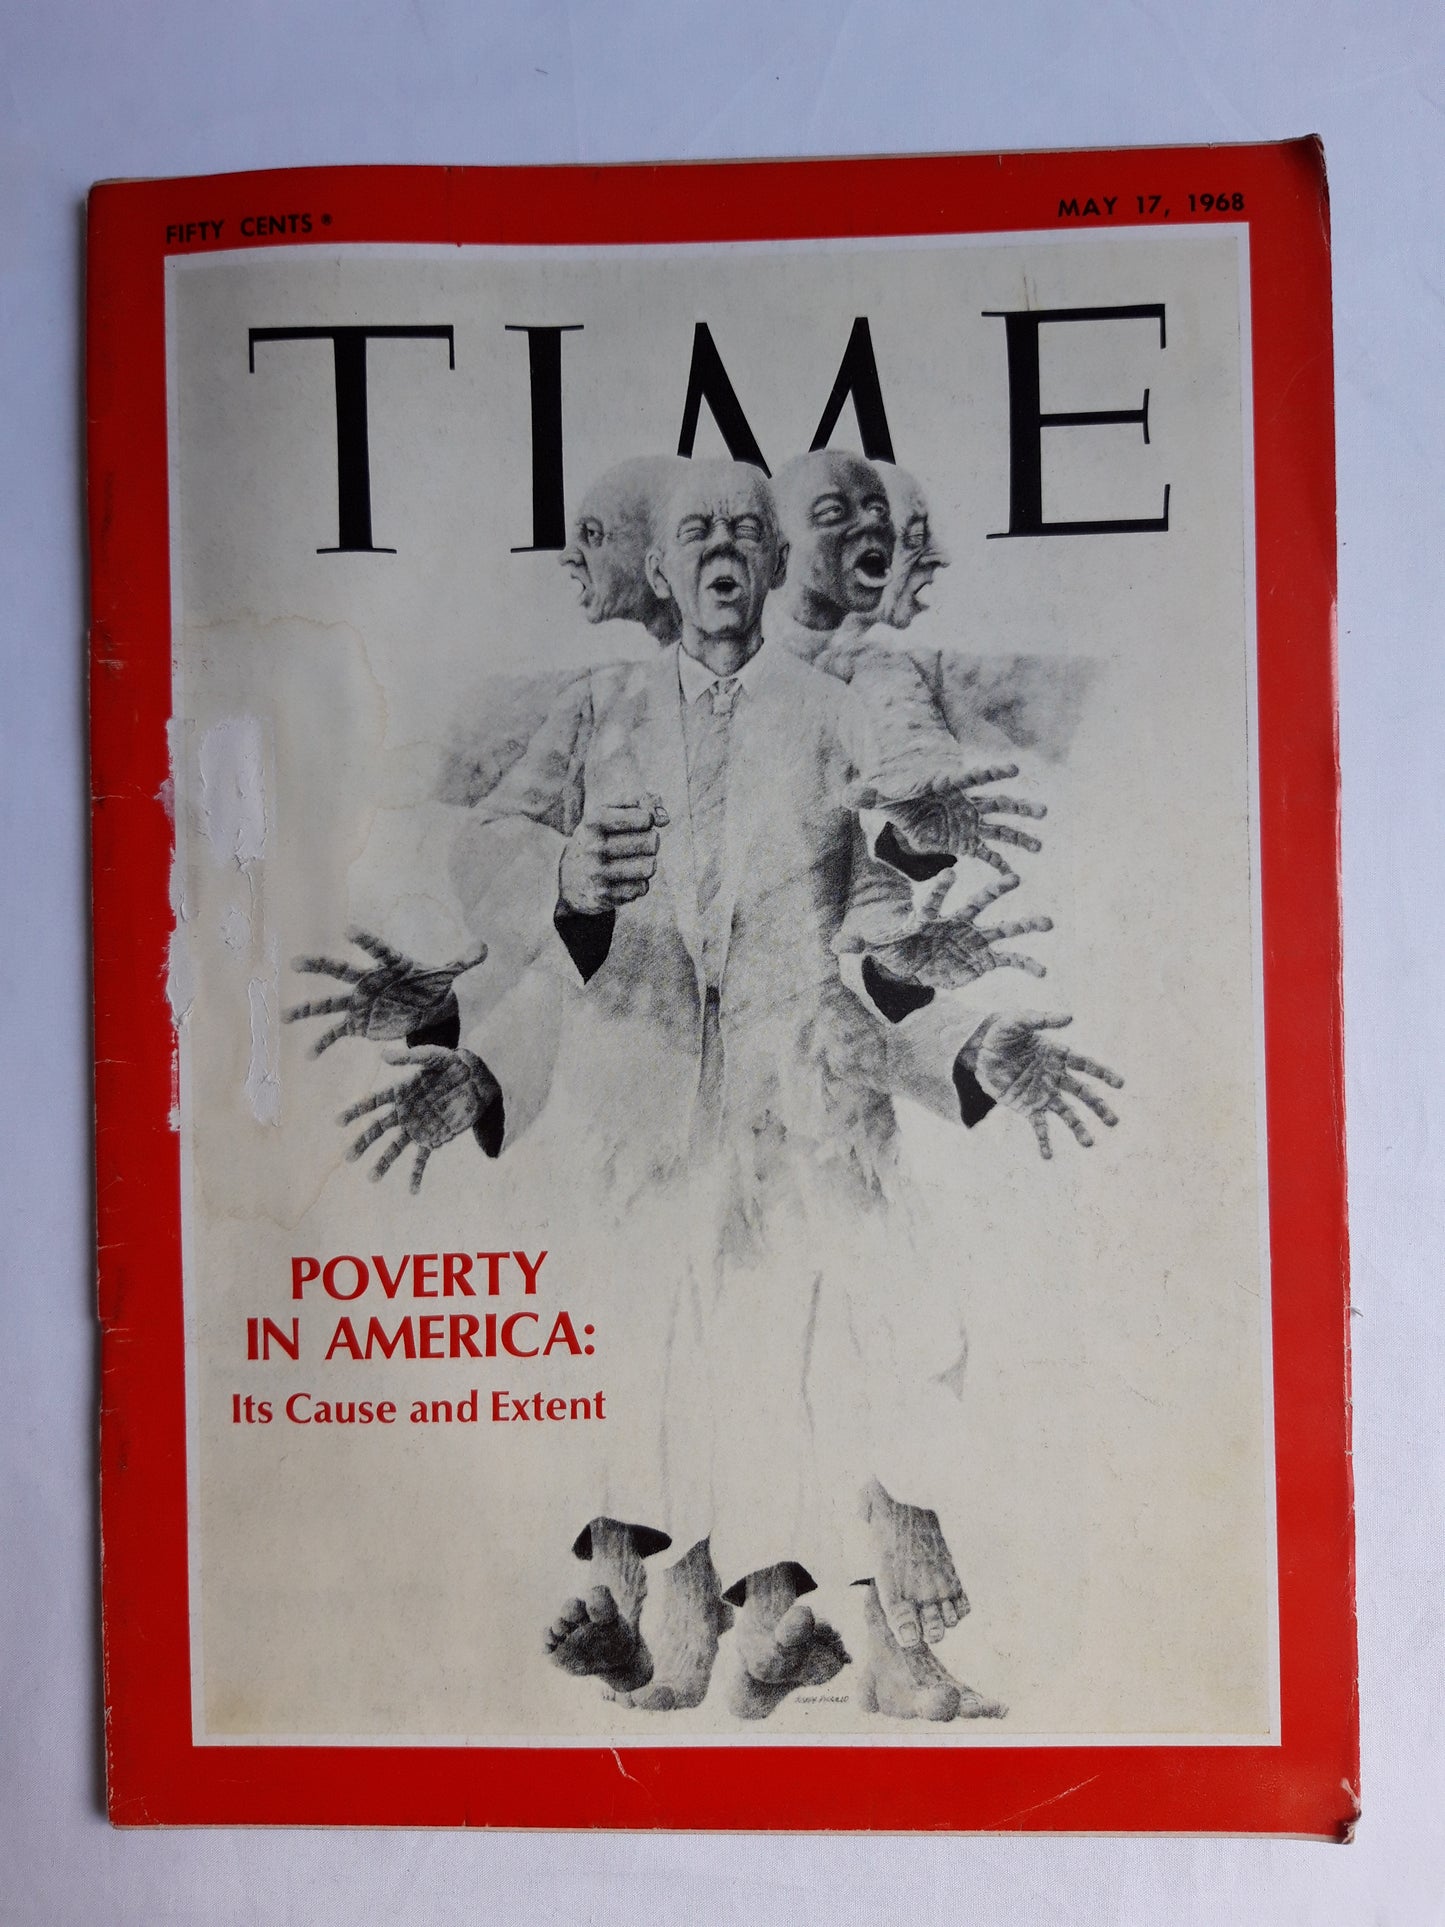 FIFTY CENTS
MAY 17, 1968
TIME
POVERTY
IN AMERICA:
Its Cause and Extent